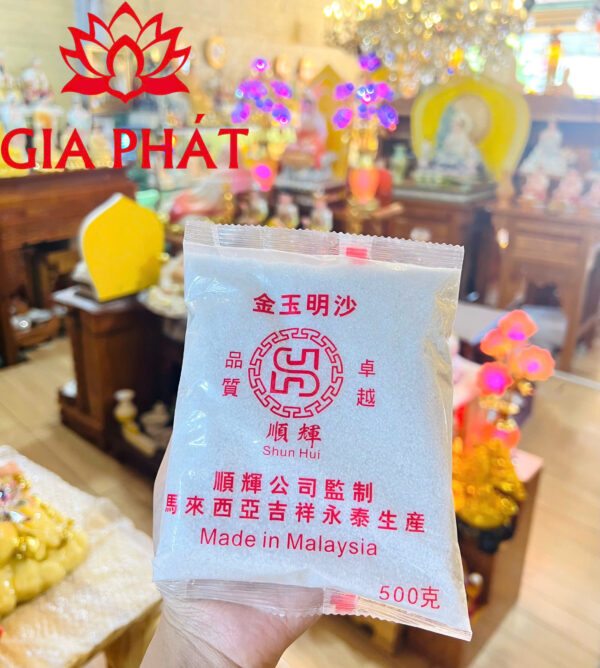 GIA PHÁT
金玉明沙
品質
卓越
順輝
Shun Hui
順輝公司監制
馬來西亞吉祥永泰生産
Made in Malaysia
500克